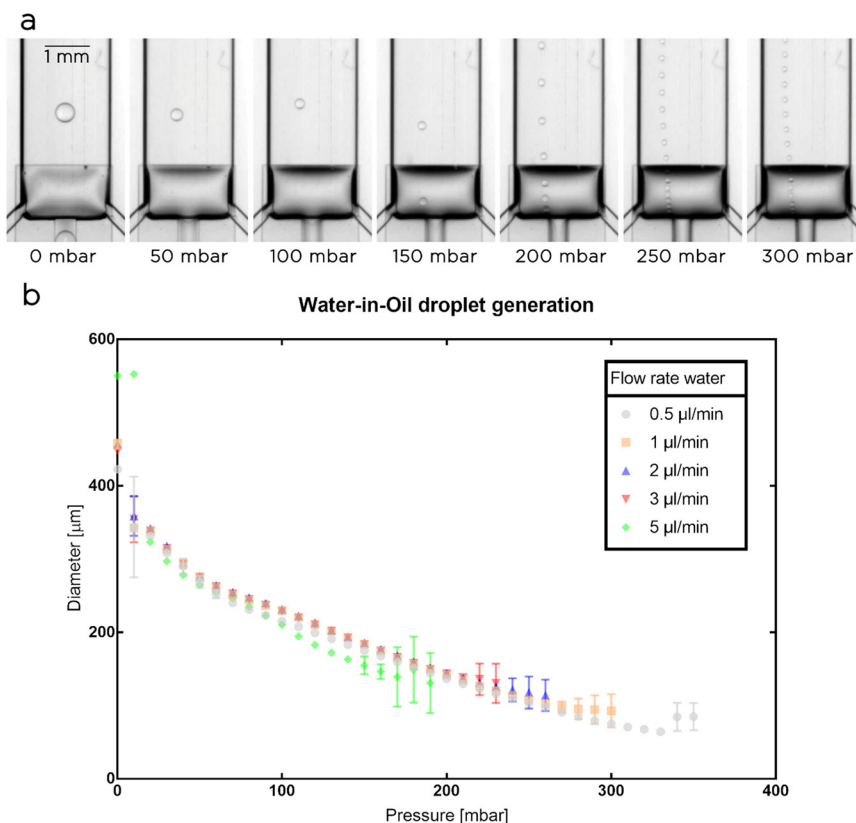 a
1 mm
0 mbar
50 mbar
100 mbar
150 mbar
200 mbar
250 mbar
300 mbar
b
Water-in-Oil droplet generation
600
400
200
0
Diameter [µm]
0
100
200
300
400
Pressure [mbar]
Flow rate water
0.5 µl/min
1 µl/min
2 µl/min
3 µl/min
5 µl/min